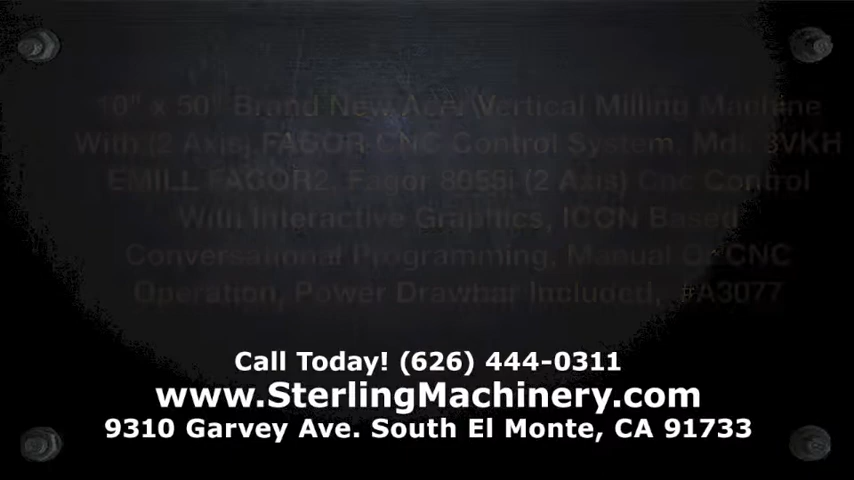 10" x 50" Brand New Acer Vertical Milling Machine
With (2 Axis) FAGOR CNC Control System, Mdl. 3VKH
EMILL FAGOR2, Fagor 8055i (2 Axis) Cnc Control
With Interactive Graphics, ICON Based
Conversational Programming, Manual Or CNC
Operation, Power Drawbar Included, #A3077
Call Today! (626) 444-0311
www.SterlingMachinery.com
9310 Garvey Ave. South El Monte, CA 91733